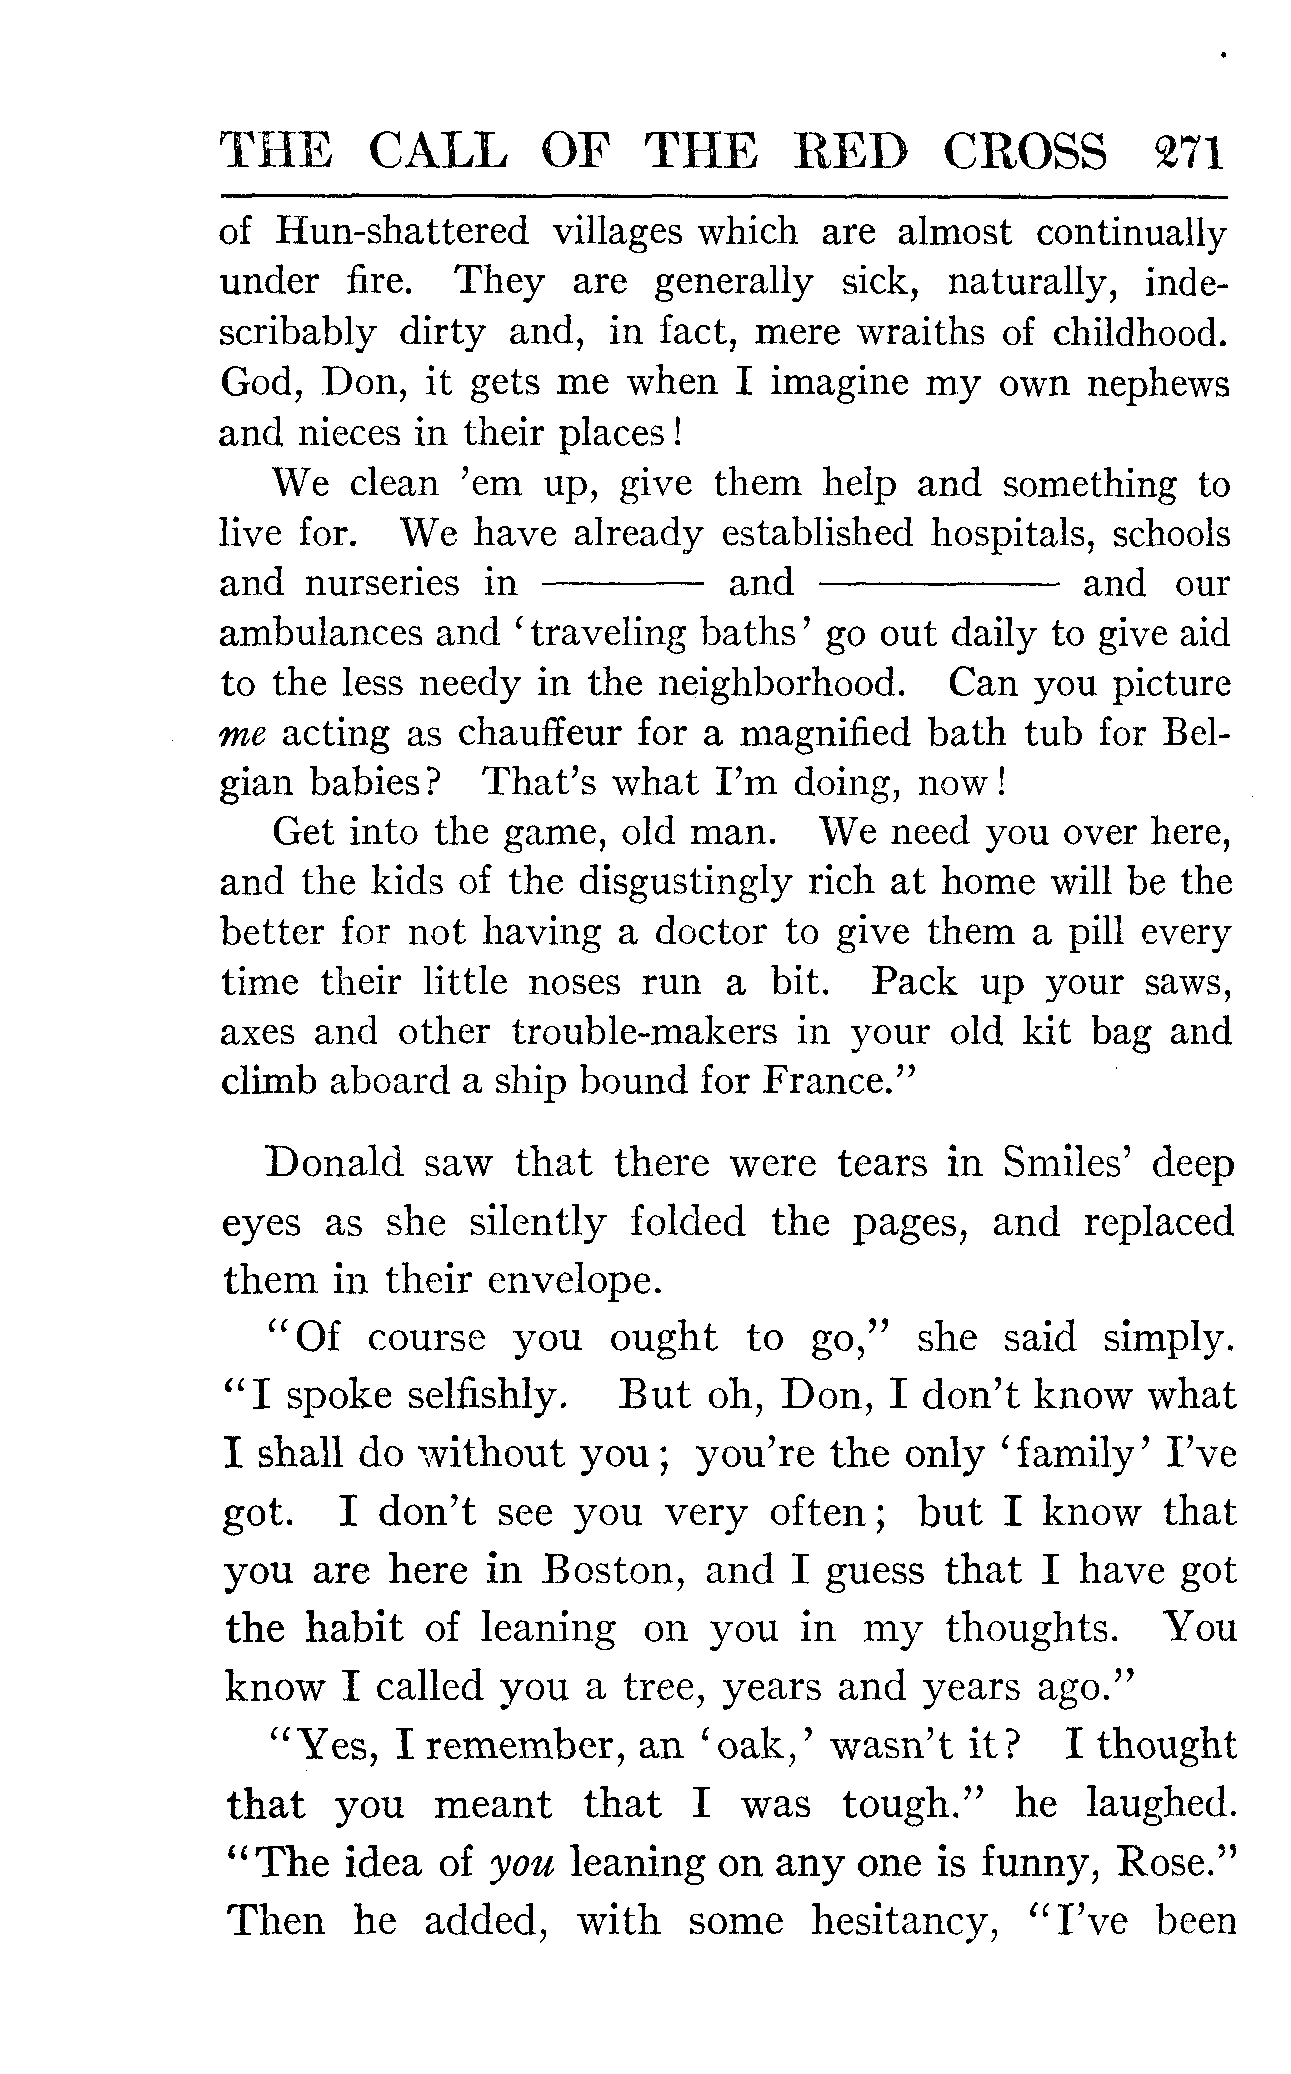 THE CALL OF THE RED CROSS 271
of Hun-shattered villages which are almost continually
under fire. They are generally sick, naturally, inde-
scribably dirty and, in fact, mere wraiths of childhood.
God, Don, it gets me when I imagine my own nephews
and nieces in their places!
We clean 'em up, give them help and something to
live for. We have already established hospitals, schools
and nurseries in ——— and ———— and our
ambulances and 'traveling baths' go out daily to give aid
to the less needy in the neighborhood. Can you picture
me acting as chauffeur for a magnified bath tub for Bel-
gian babies? That's what I'm doing, now!
Get into the game, old man. We need you over here,
and the kids of the disgustingly rich at home will be the
better for not having a doctor to give them a pill every
time their little noses run a bit. Pack up your saws,
axes and other trouble-makers in your old kit bag and
climb aboard a ship bound for France."
Donald saw that there were tears in Smiles' deep
eyes as she silently folded the pages, and replaced
them in their envelope.
"Of course you ought to go," she said simply.
"I spoke selfishly. But oh, Don, I don't know what
I shall do without you; you're the only 'family' I've
got. I don't see you very often; but I know that
you are here in Boston, and I guess that I have got
the habit of leaning on you in my thoughts. You
know I called you a tree, years and years ago."
"Yes, I remember, an 'oak,' wasn't it? I thought
that you meant that I was tough." he laughed.
"The idea of you leaning on any one is funny, Rose."
Then he added, with some hesitancy, "I've been